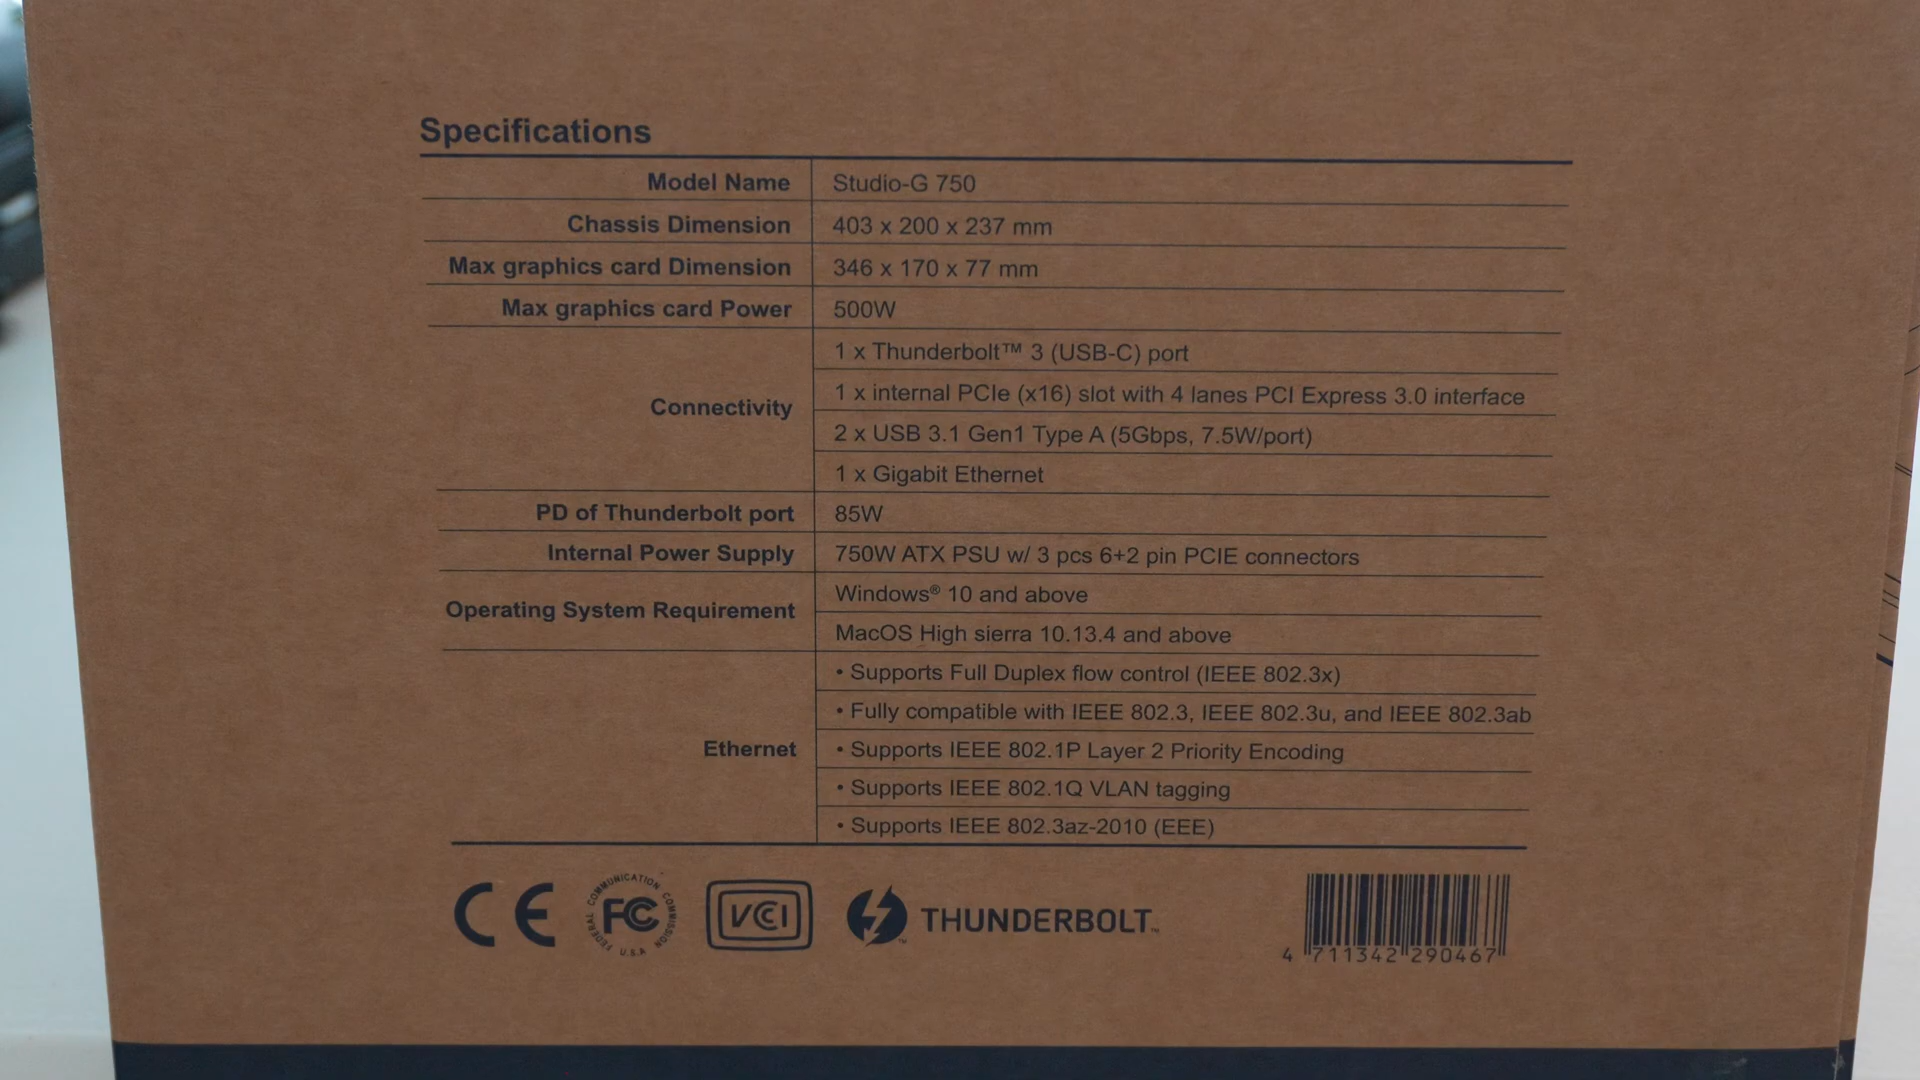 Specifications
Model Name Studio-G 750
Chassis Dimension 403 x 200 x 237 mm
Max graphics card Dimension 346 x 170 x 77 mm
Max graphics card Power 500W
Connectivity
1 x Thunderbolt™ 3 (USB-C) port
1 x internal PCIe (x16) slot with 4 lanes PCI Express 3.0 interface
2 x USB 3.1 Gen1 Type A (5Gbps, 7.5W/port)
1 x Gigabit Ethernet
PD of Thunderbolt port 85W
Internal Power Supply 750W ATX PSU w/ 3 pcs 6+2 pin PCIE connectors
Operating System Requirement
Windows® 10 and above
MacOS High sierra 10.13.4 and above
Ethernet
• Supports Full Duplex flow control (IEEE 802.3x)
• Fully compatible with IEEE 802.3, IEEE 802.3u, and IEEE 802.3ab
• Supports IEEE 802.1P Layer 2 Priority Encoding
• Supports IEEE 802.1Q VLAN tagging
• Supports IEEE 802.3az-2010 (EEE)
CE
FEDERAL COMMUNICATION COMMISSION
FC
U.S.A
VCCI
THUNDERBOLT™
4 711342 290467